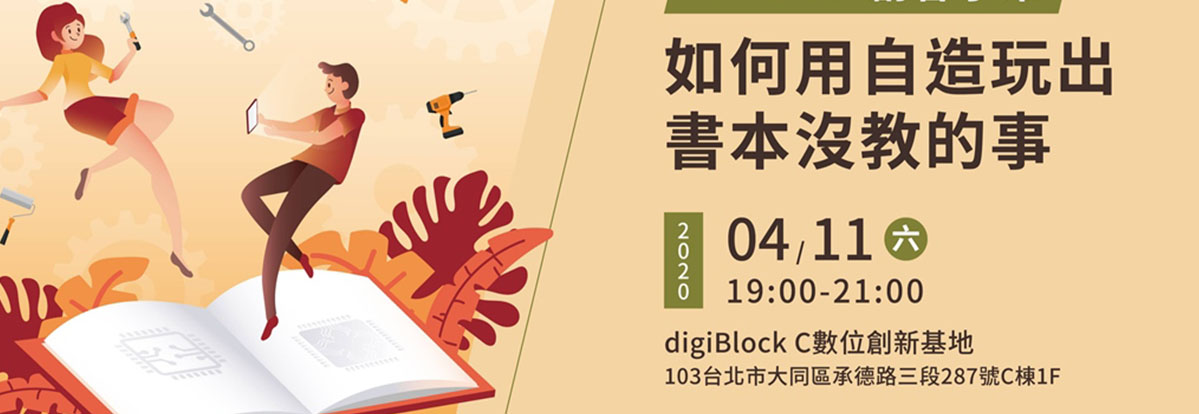 如何用自造玩出
書本沒教的事
2020
04/11 六
19:00-21:00
digiBlock C數位創新基地
103台北市大同區承德路三段287號C棟1F